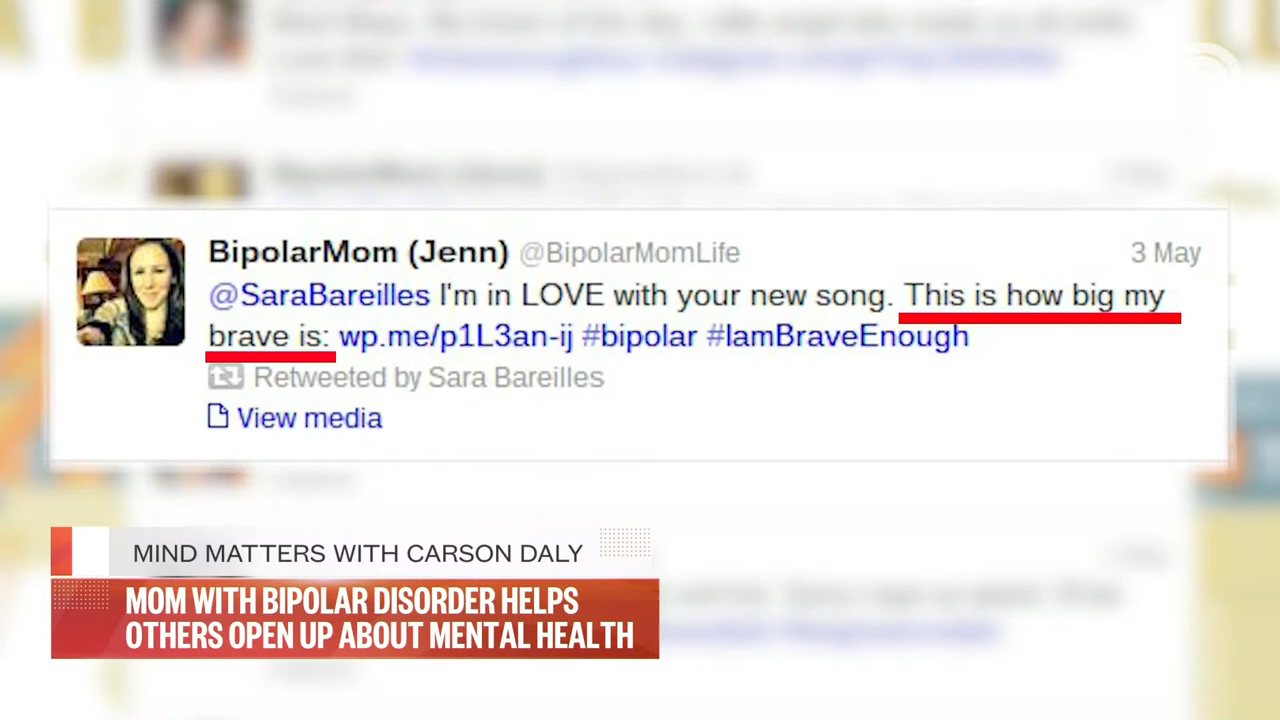 BipolarMom (Jenn) @BipolarMomLife 3 May
@SaraBareilles I'm in LOVE with your new song. This is how big my
brave is: wp.me/p1L3an-ij #bipolar #IamBraveEnough
Retweeted by Sara Bareilles
View media
MIND MATTERS WITH CARSON DALY
MOM WITH BIPOLAR DISORDER HELPS
OTHERS OPEN UP ABOUT MENTAL HEALTH